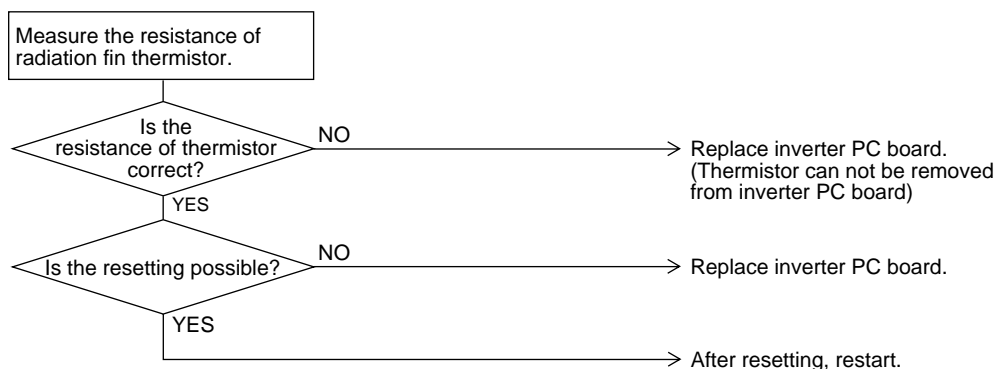 Measure the resistance of
radiation fin thermistor.
Is the
resistance of thermistor
correct?
NO
Replace inverter PC board.
(Thermistor can not be removed
from inverter PC board)
YES
Is the resetting possible?
NO
Replace inverter PC board.
YES
After resetting, restart.